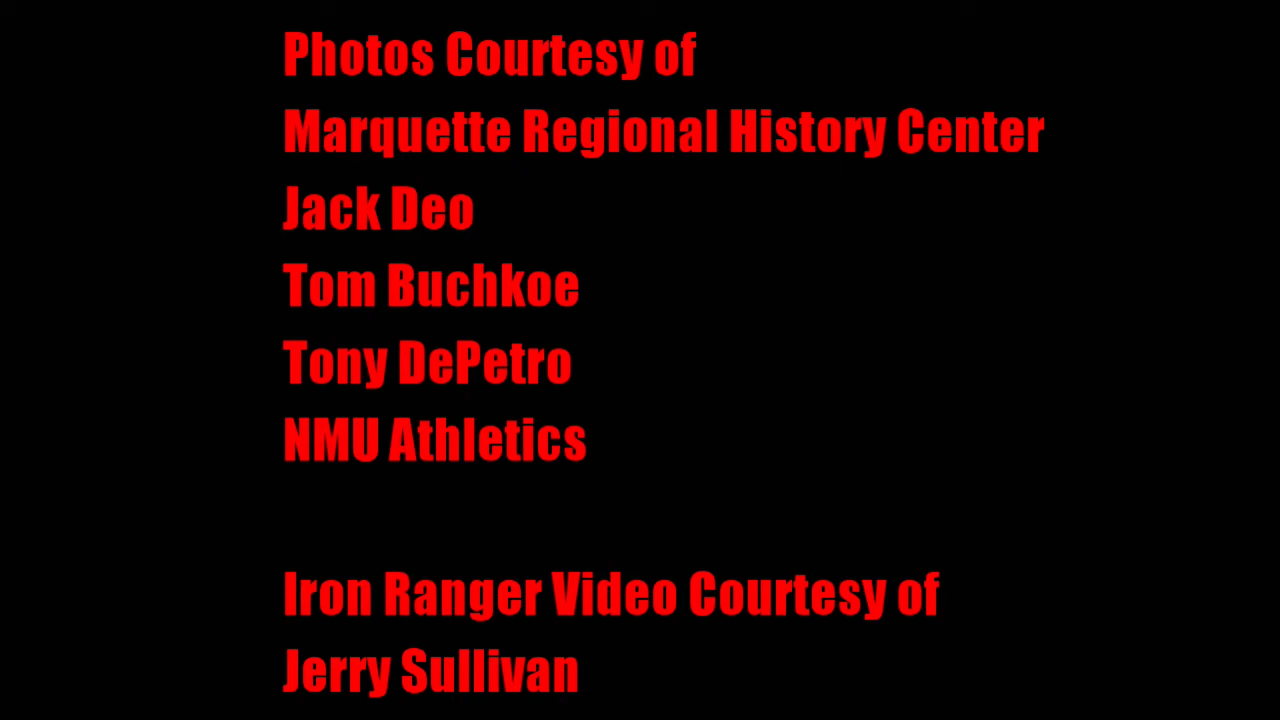 Photos Courtesy of
Marquette Regional History Center
Jack Deo
Tom Buchkoe
Tony DePetro
NMU Athletics
Iron Ranger Video Courtesy of
Jerry Sullivan